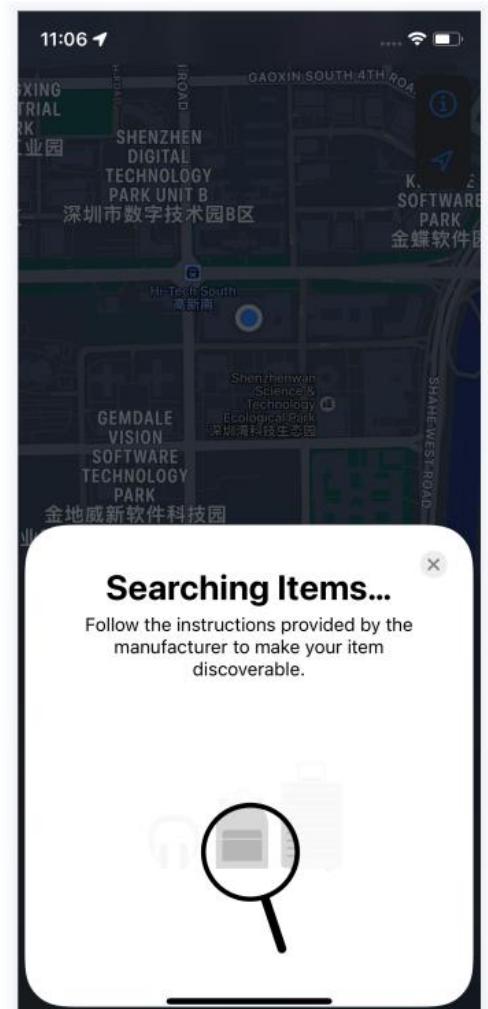 11:06
GAOXIN SOUTH 4TH ROA
XING
TRIAL
RK
业园
ROAD
SHENZHEN
DIGITAL
TECHNOLOGY
PARK UNIT B
深圳市数字技术园B区
SOFTWARE
PARK
金蝶软件园
Hi-Tech South
高新南
Shenzhenwan
Science &
Technology
Ecological Park
深圳湾科技生态园
SHAHE WEST ROAD
GEMDALE
VISION
SOFTWARE
TECHNOLOGY
PARK
金地威新软件科技园
Searching Items...
Follow the instructions provided by the
manufacturer to make your item
discoverable.